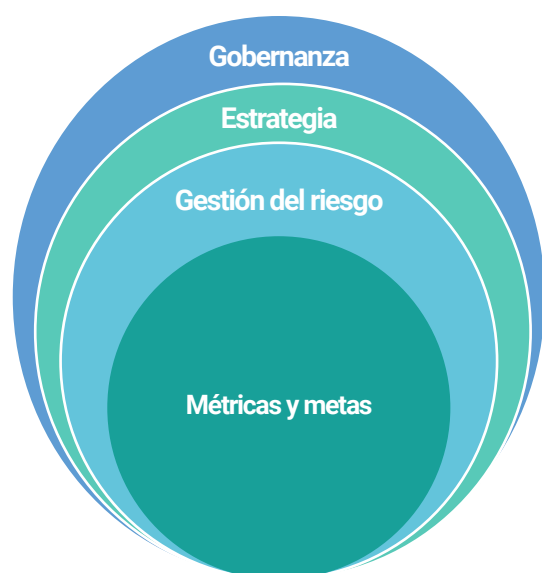 Gobernanza
Estrategia
Gestión del riesgo
Métricas y metas